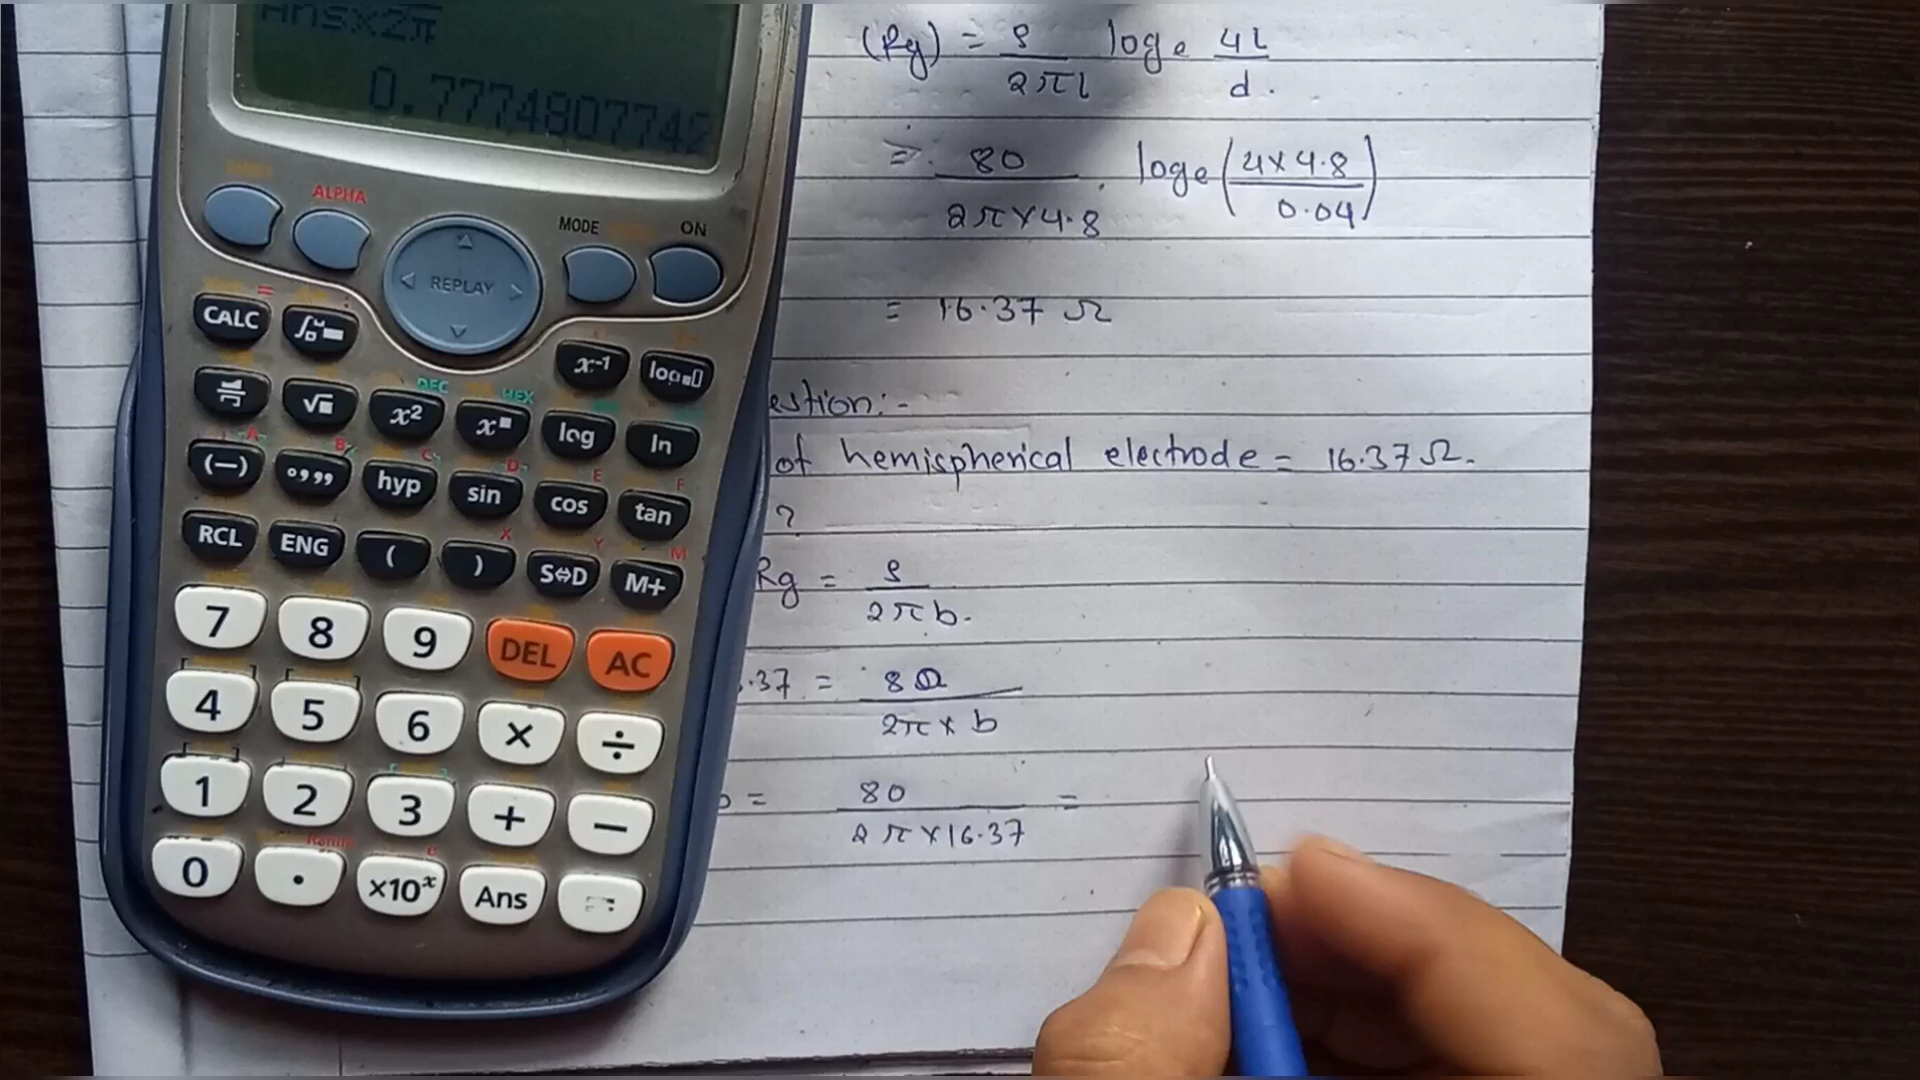 Ans×2π
0.7774807742
ALPHA
MODE
ON
REPLAY
CALC
x⁻¹
log
DEC
HEX
√
x²
x
log
ln
A
B
C
D
E
F
(−)
°,,,
hyp
sin
cos
tan
X
Y
M
RCL
ENG
(
)
S⇔D
M+
7
8
9
DEL
AC
4
5
6
×
÷
1
2
3
+
−
0
.
×10ˣ
Ans
=
(Rg) = ρ/2πl loge 4l/d.
= 80/2π×4.8 . loge (4×4.8/0.04)
= 16.37 Ω
estion:-
of hemispherical electrode = 16.37Ω.
?
Rg = ρ/2πb.
.37 = 80/2π× b
b = 80/2π×16.37 =